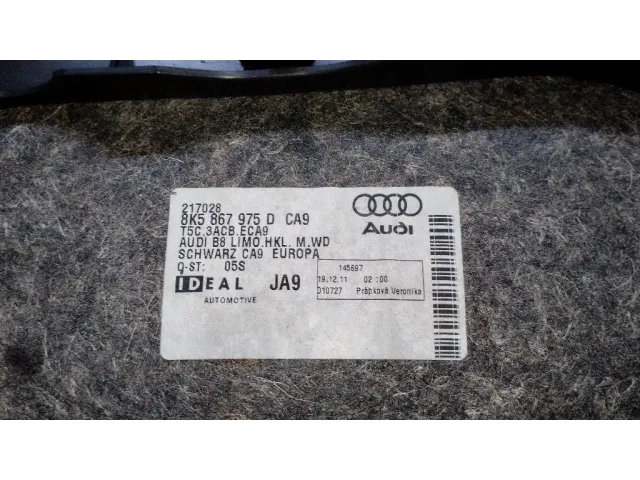 217028
8K5 867 975 D CA9
T5C.3ACB.ECA9
AUDI B8 LIMO.HKL. M.WD
SCHWARZ CA9 EUROPA
Q-ST: 05S
IDEAL
AUTOMOTIVE
JA9
Audi
145697
19.12.11 02:00
D10727 Prápková Veronika